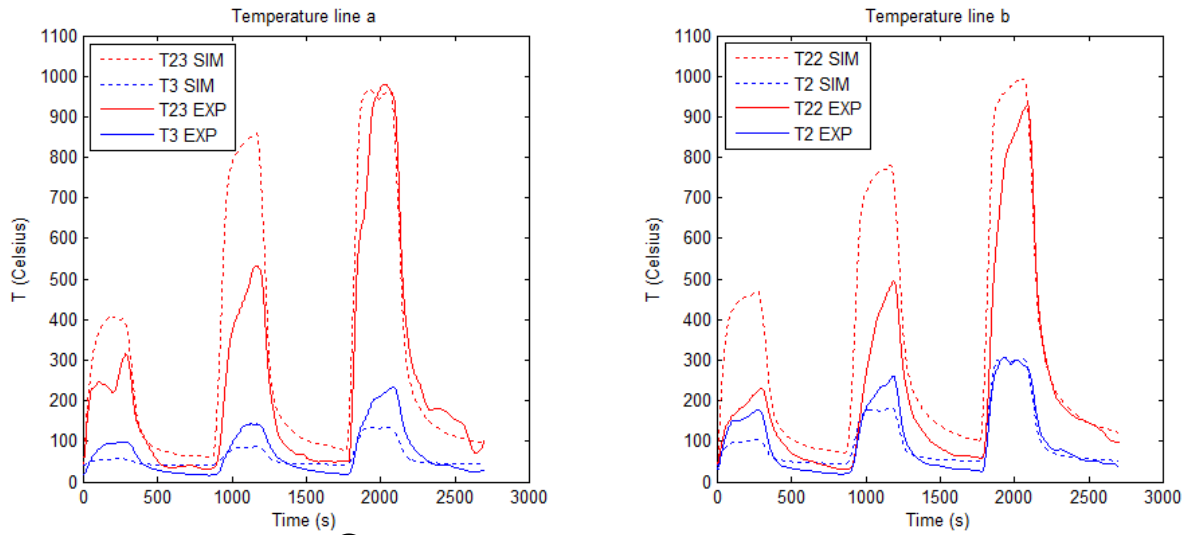 Temperature line a
1100
1000
900
800
700
600
500
400
300
200
100
0
T (Celsius)
T23 SIM
T3 SIM
T23 EXP
T3 EXP
0 500 1000 1500 2000 2500 3000
Time (s)
Temperature line b
1100
1000
900
800
700
600
500
400
300
200
100
0
T (Celsius)
T22 SIM
T2 SIM
T22 EXP
T2 EXP
0 500 1000 1500 2000 2500 3000
Time (s)